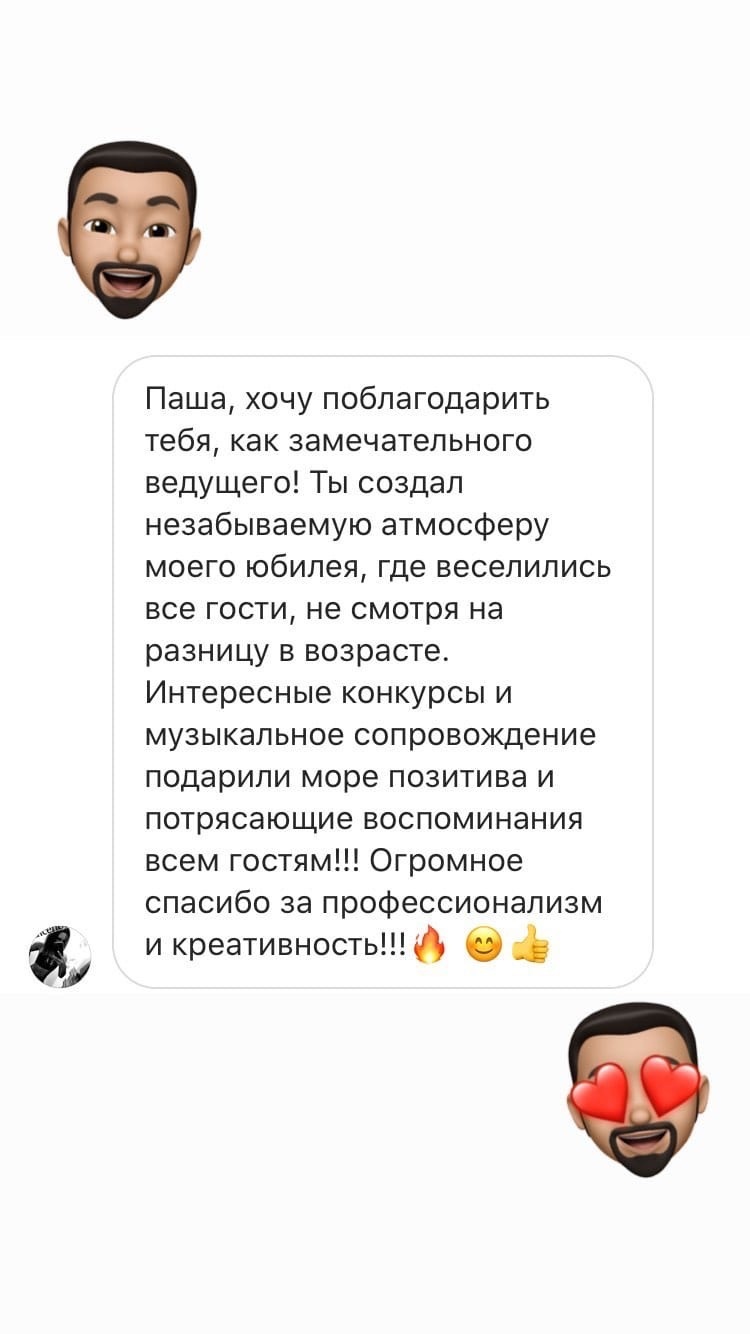 Паша, хочу поблагодарить
тебя, как замечательного
ведущего! Ты создал
незабываемую атмосферу
моего юбилея, где веселились
все гости, не смотря на
разницу в возрасте.
Интересные конкурсы и
музыкальное сопровождение
подарили море позитива и
потрясающие воспоминания
всем гостям!!! Огромное
спасибо за профессионализм
и креативность!!!🔥 😊👍